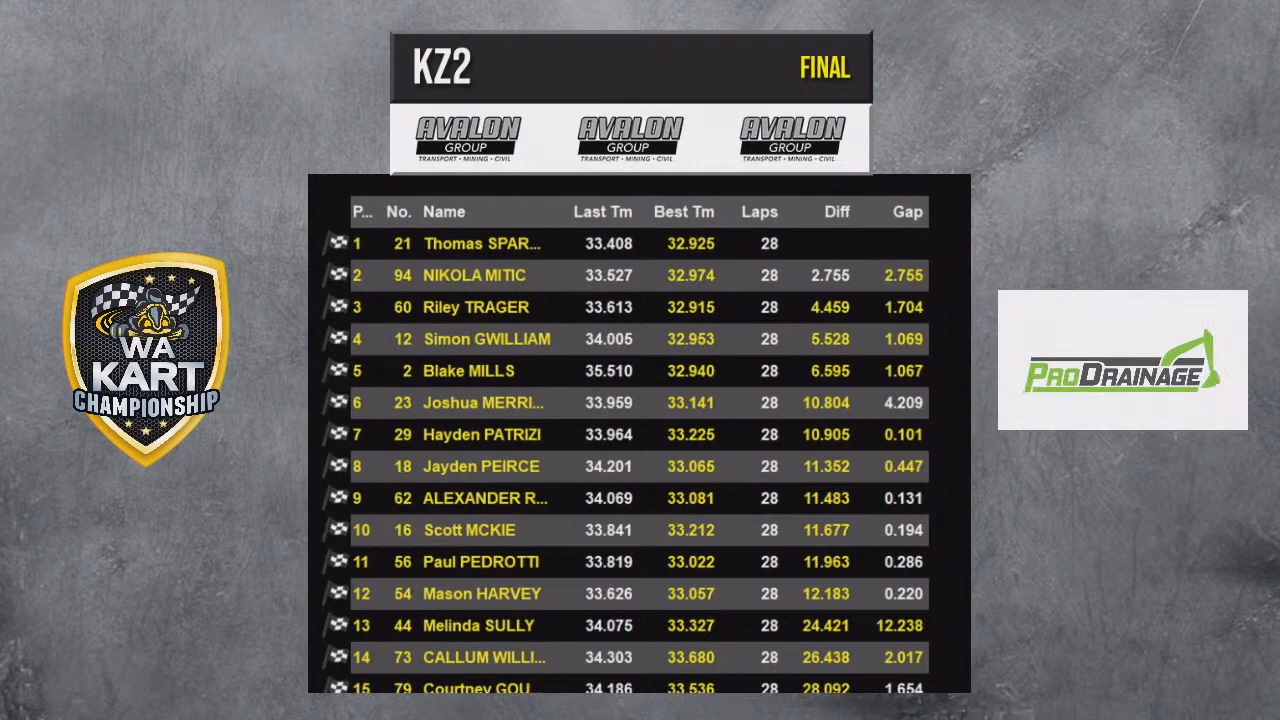 KZ2 FINAL
AVALON AVALON AVALON
GROUP GROUP GROUP
TRANSPORT • MINING • CIVIL TRANSPORT • MINING • CIVIL TRANSPORT • MINING • CIVIL
P... No. Name Last Tm Best Tm Laps Diff Gap
1 21 Thomas SPAR... 33.408 32.925 28
2 94 NIKOLA MITIC 33.527 32.974 28 2.755 2.755
3 60 Riley TRAGER 33.613 32.915 28 4.459 1.704
4 12 Simon GWILLIAM 34.005 32.953 28 5.528 1.069
5 2 Blake MILLS 35.510 32.940 28 6.595 1.067
6 23 Joshua MERRI... 33.959 33.141 28 10.804 4.209
7 29 Hayden PATRIZI 33.964 33.225 28 10.905 0.101
8 18 Jayden PEIRCE 34.201 33.065 28 11.352 0.447
9 62 ALEXANDER R... 34.069 33.081 28 11.483 0.131
10 16 Scott MCKIE 33.841 33.212 28 11.677 0.194
11 56 Paul PEDROTTI 33.819 33.022 28 11.963 0.286
12 54 Mason HARVEY 33.626 33.057 28 12.183 0.220
13 44 Melinda SULLY 34.075 33.327 28 24.421 12.238
14 73 CALLUM WILLI... 34.303 33.680 28 26.438 2.017
15 79 Courtney GOU... 34.186 33.536 28 28.092 1.654
WA
KART
CHAMPIONSHIP
PRODRAINAGE